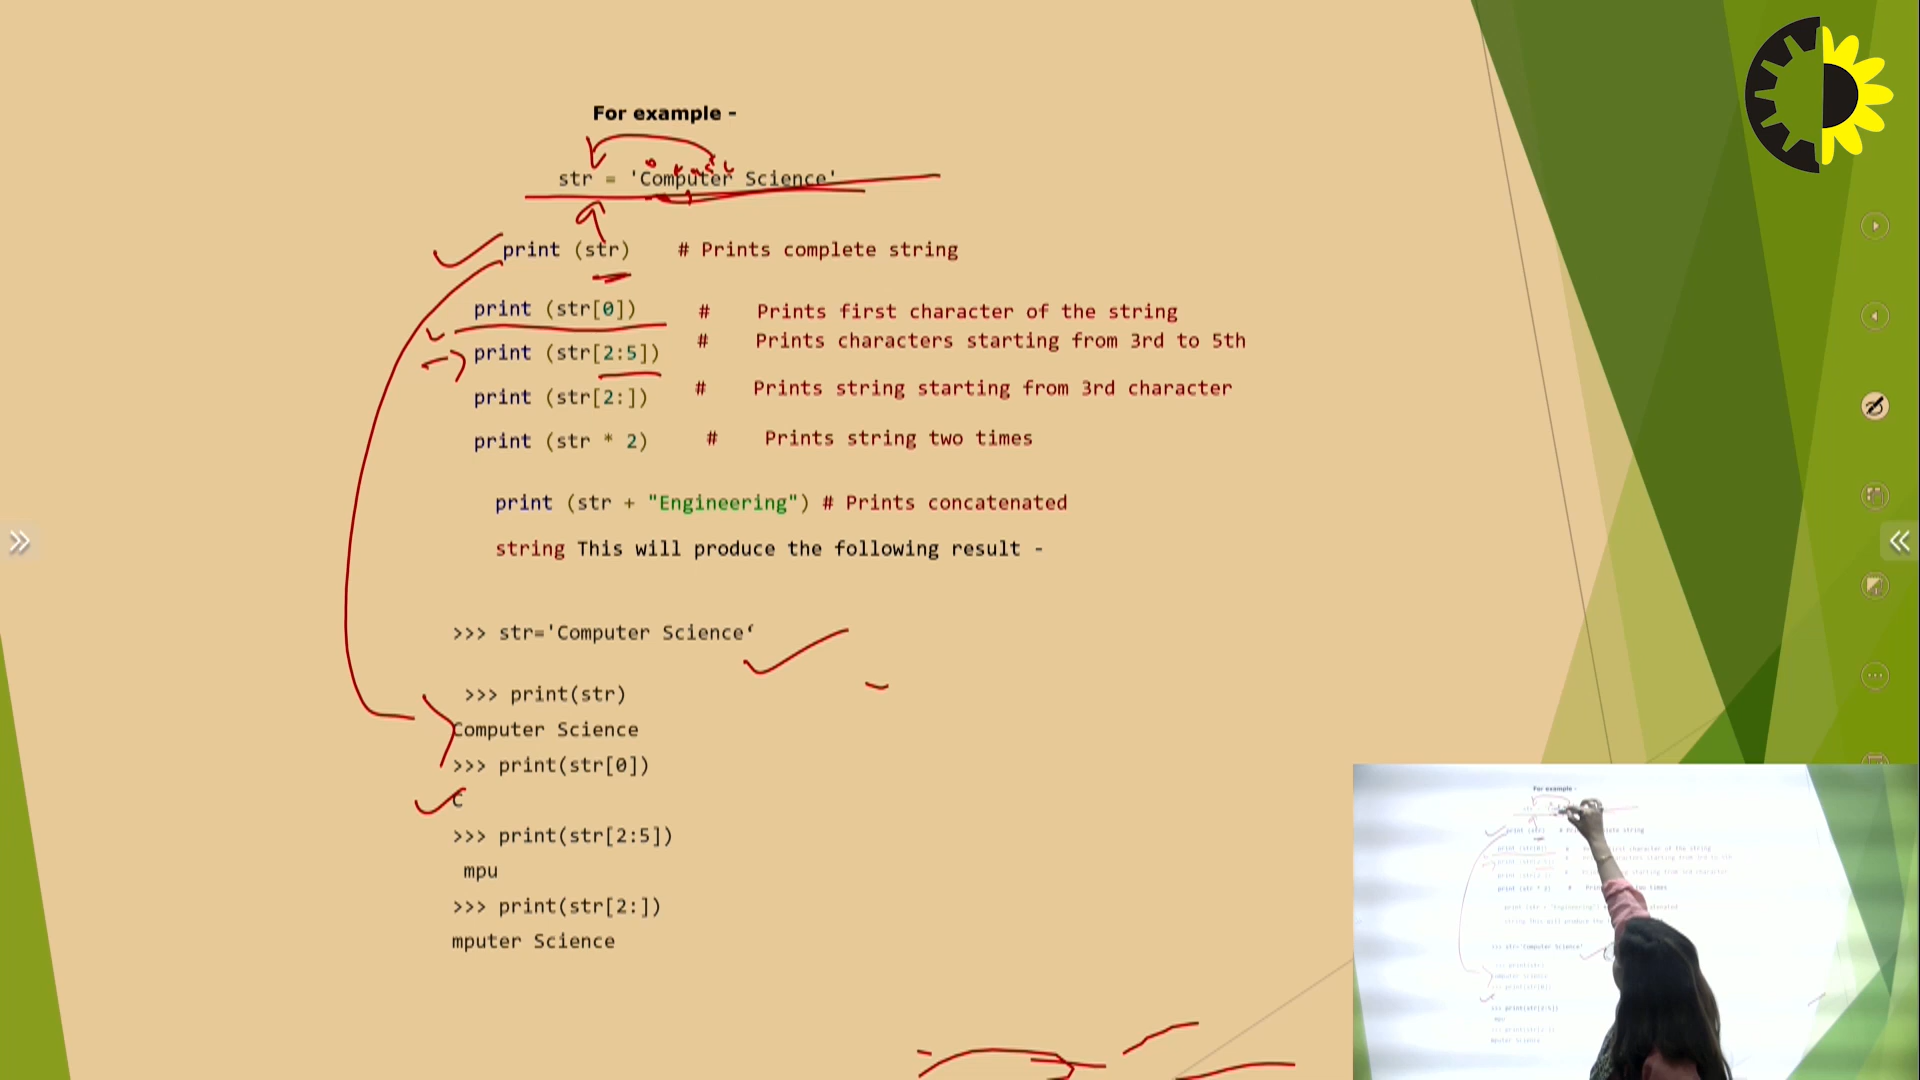 For example -
str = 'Computer Science'
print (str) # Prints complete string
print (str[0]) # Prints first character of the string
print (str[2:5]) # Prints characters starting from 3rd to 5th
print (str[2:]) # Prints string starting from 3rd character
print (str * 2) # Prints string two times
print (str + "Engineering") # Prints concatenated
string This will produce the following result -
>>> str='Computer Science‘
>>> print(str)
Computer Science
>>> print(str[0])
C
>>> print(str[2:5])
mpu
>>> print(str[2:])
mputer Science